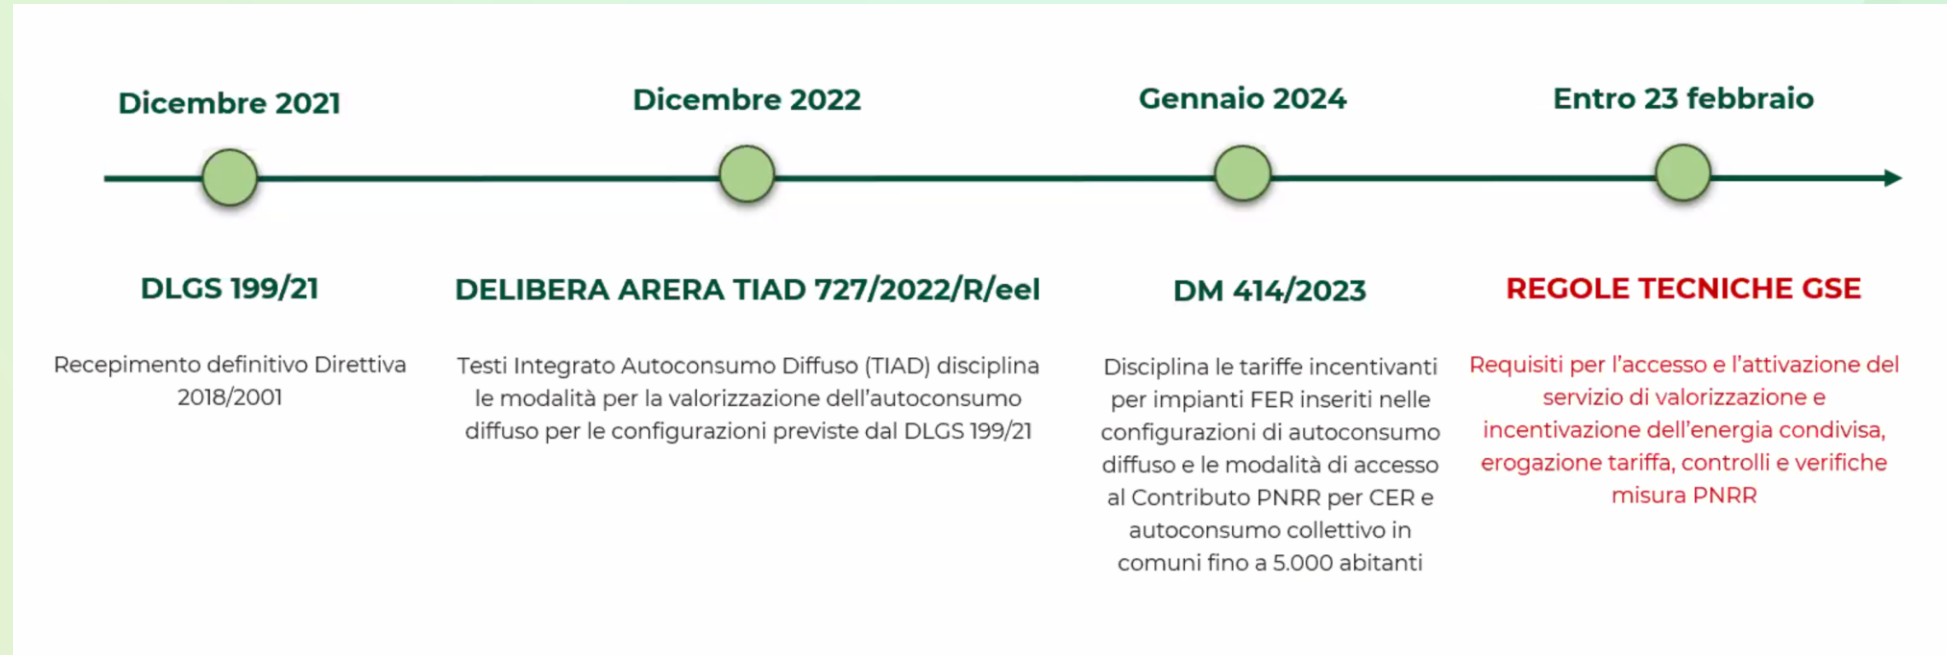 Dicembre 2021
Dicembre 2022
Gennaio 2024
Entro 23 febbraio
DLGS 199/21
Recepimento definitivo Direttiva
2018/2001
DELIBERA ARERA TIAD 727/2022/R/eel
Testi Integrato Autoconsumo Diffuso (TIAD) disciplina
le modalità per la valorizzazione dell'autoconsumo
diffuso per le configurazioni previste dal DLGS 199/21
DM 414/2023
Disciplina le tariffe incentivanti
per impianti FER inseriti nelle
configurazioni di autoconsumo
diffuso e le modalità di accesso
al Contributo PNRR per CER e
autoconsumo collettivo in
comuni fino a 5.000 abitanti
REGOLE TECNICHE GSE
Requisiti per l'accesso e l'attivazione del
servizio di valorizzazione e
incentivazione dell'energia condivisa,
erogazione tariffa, controlli e verifiche
misura PNRR